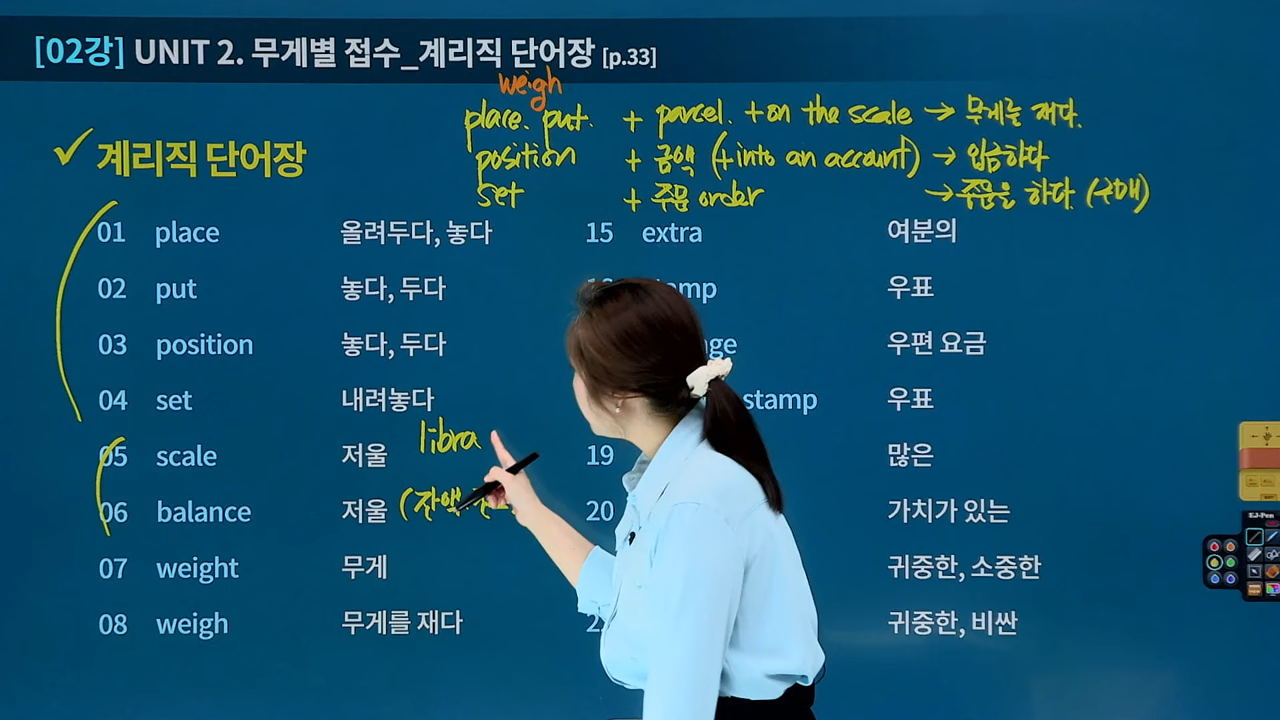 [02강] UNIT 2. 무게별 접수_계리직 단어장 [p.33]
weigh
place. put. + parcel. + on the scale → 무게를 재다.
position + 금액 (+into an account) → 입금하다
set + 주문 order → 주문을 하다. (구매)
✓ 계리직 단어장
01 place 올려두다, 놓다 15 extra 여분의
02 put 놓다, 두다 우표
03 position 놓다, 두다 우편 요금
04 set 내려놓다 stamp 우표
libra
05 scale 저울 19 많은
06 balance 저울 (잔액 20 가치가 있는
07 weight 무게 귀중한, 소중한
08 weigh 무게를 재다 귀중한, 비싼
EJ-Pen